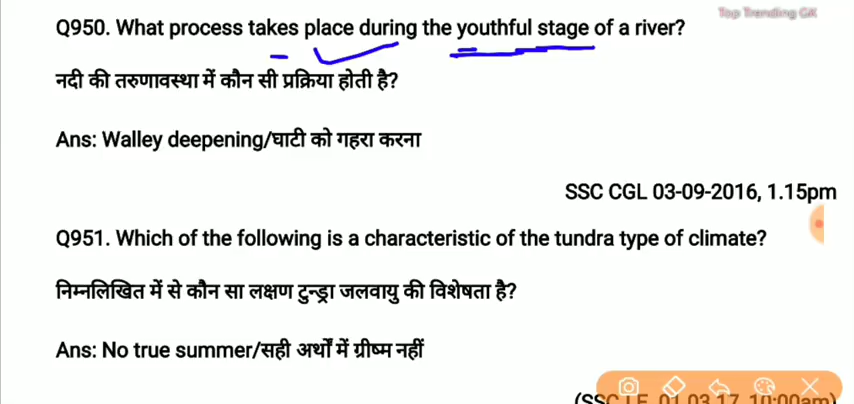 Top Trending GK
Q950. What process takes place during the youthful stage of a river?
नदी की तरुणावस्था में कौन सी प्रक्रिया होती है?
Ans: Walley deepening/घाटी को गहरा करना
SSC CGL 03-09-2016, 1.15pm
Q951. Which of the following is a characteristic of the tundra type of climate?
निम्नलिखित में से कौन सा लक्षण टुन्ड्रा जलवायु की विशेषता है?
Ans: No true summer/सही अर्थों में ग्रीष्म नहीं